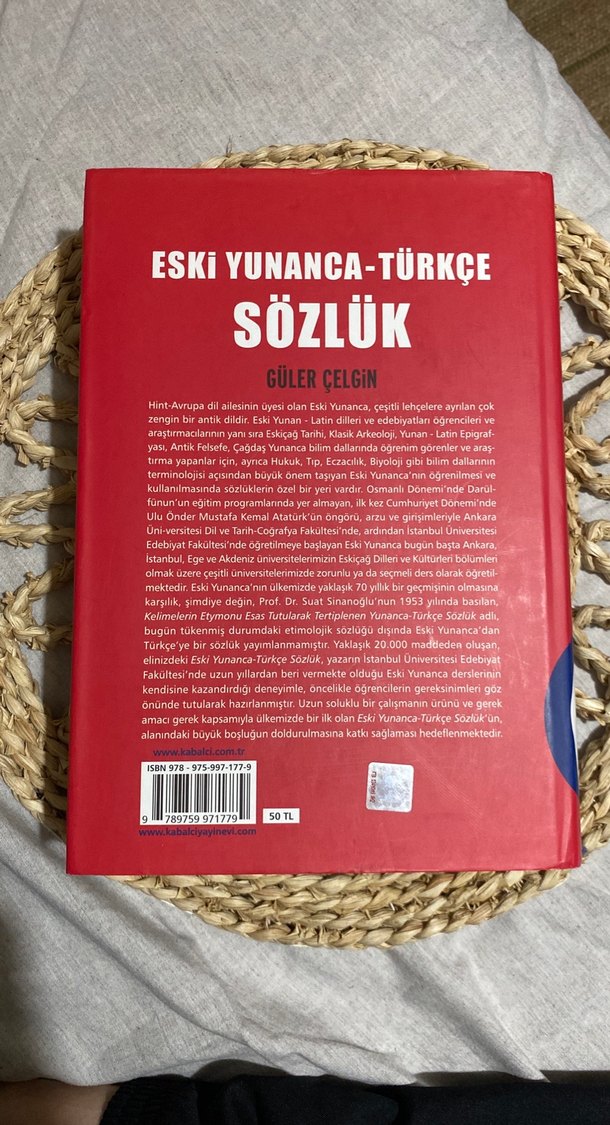 ESKİ YUNANCA-TÜRKÇE
SÖZLÜK
GÜLER ÇELGİN
Hint-Avrupa dil ailesinin üyesi olan Eski Yunanca, çeşitli lehçelere ayrılan çok
zengin bir antik dildir. Eski Yunan - Latin dilleri ve edebiyatları öğrencileri ve
araştırmacılarının yanı sıra Eskiçağ Tarihi, Klasik Arkeoloji, Yunan - Latin Epigraf-
yası, Antik Felsefe, Çağdaş Yunanca bilim dallarında öğrenim görenler ve araş-
tırma yapanlar için, ayrıca Hukuk, Tıp, Eczacılık, Biyoloji gibi bilim dallarının
terminolojisi açısından büyük önem taşıyan Eski Yunanca'nın öğrenilmesi ve
kullanılmasında sözlüklerin özel bir yeri vardır. Osmanlı Dönemi'nde Darül-
fünun'un eğitim programlarında yer almayan, ilk kez Cumhuriyet Dönemi'nde
Ulu Önder Mustafa Kemal Atatürk'ün öngörü, arzu ve girişimleriyle Ankara
Üni-versitesi Dil ve Tarih-Coğrafya Fakültesi'nde, ardından İstanbul Üniversitesi
Edebiyat Fakültesi'nde öğretilmeye başlayan Eski Yunanca bugün başta Ankara,
İstanbul, Ege ve Akdeniz üniversitelerimizin Eskiçağ Dilleri ve Kültürleri bölümleri
olmak üzere çeşitli üniversitelerimizde zorunlu ya da seçmeli ders olarak öğretil-
mektedir. Eski Yunanca'nın ülkemizde yaklaşık 70 yıllık bir geçmişinin olmasına
karşılık, şimdiye değin, Prof. Dr. Suat Sinanoğlu'nun 1953 yılında basılan,
Kelimelerin Etymonu Esas Tutularak Tertiplenen Yunanca-Türkçe Sözlük adlı,
bugün tükenmiş durumdaki etimolojik sözlüğü dışında Eski Yunanca'dan
Türkçe'ye bir sözlük yayımlanmamıştır. Yaklaşık 20.000 maddeden oluşan,
elinizdeki Eski Yunanca-Türkçe Sözlük, yazarın İstanbul Üniversitesi Edebiyat
Fakültesi'nde uzun yıllardan beri vermekte olduğu Eski Yunanca derslerinin
kendisine kazandırdığı deneyimle, öncelikle öğrencilerin gereksinimleri göz
önünde tutularak hazırlanmıştır. Uzun soluklu bir çalışmanın ürünü ve gerek
amacı gerek kapsamıyla ülkemizde bir ilk olan Eski Yunanca-Türkçe Sözlük'ün,
alanındaki büyük boşluğun doldurulmasına katkı sağlaması hedeflenmektedir.
www.kabalci.com.tr
ISBN 978 - 975-997-177-9
9 789759 971779
50 TL
www.kabalciyayinevi.com